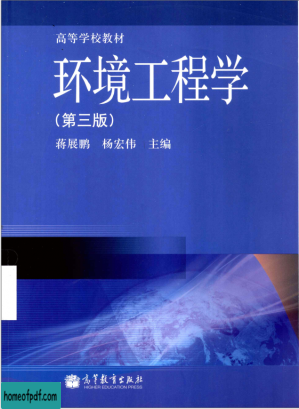 高等学校教材
环境工程学
(第三版)
蒋展鹏 杨宏伟 主编
高等教育出版社
HIGHER EDUCATION PRESS
homeofpdf.com